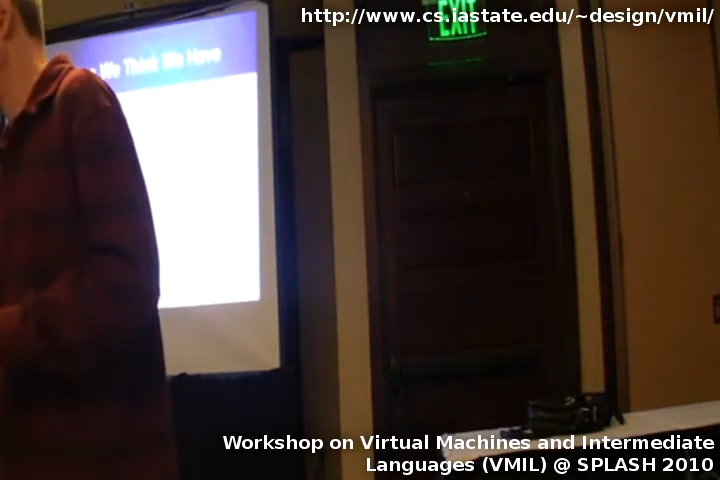 http://www.cs.iastate.edu/~design/vmil/
EXIT
We Think We Have
Workshop on Virtual Machines and Intermediate
Languages (VMIL) @ SPLASH 2010